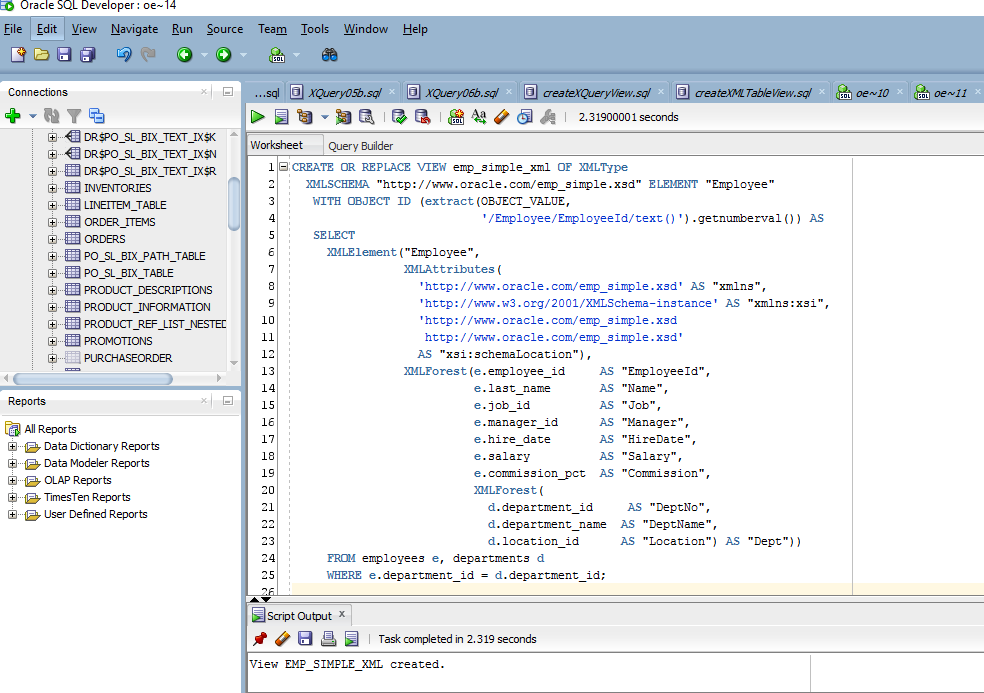 Oracle SQL Developer : oe~14
File Edit View Navigate Run Source Team Tools Window Help
Connections
DR$PO_SL_BIX_TEXT_IX$K
DR$PO_SL_BIX_TEXT_IX$N
DR$PO_SL_BIX_TEXT_IX$R
INVENTORIES
LINEITEM_TABLE
ORDER_ITEMS
ORDERS
PO_SL_BIX_PATH_TABLE
PO_SL_BIX_TABLE
PRODUCT_DESCRIPTIONS
PRODUCT_INFORMATION
PRODUCT_REF_LIST_NESTED
PROMOTIONS
PURCHASEORDER
Reports
All Reports
Data Dictionary Reports
Data Modeler Reports
OLAP Reports
TimesTen Reports
User Defined Reports
...sql XQuery05b.sql XQuery06b.sql createXQueryView.sql createXMLTableView.sql oe~10 oe~11
2.31900001 seconds
Worksheet Query Builder
1 CREATE OR REPLACE VIEW emp_simple_xml OF XMLType
2 XMLSCHEMA "http://www.oracle.com/emp_simple.xsd" ELEMENT "Employee"
3 WITH OBJECT ID (extract(OBJECT_VALUE,
4 '/Employee/EmployeeId/text()').getnumberval()) AS
5 SELECT
6 XMLElement("Employee",
7 XMLAttributes(
8 'http://www.oracle.com/emp_simple.xsd' AS "xmlns",
9 'http://www.w3.org/2001/XMLSchema-instance' AS "xmlns:xsi",
10 'http://www.oracle.com/emp_simple.xsd
11 http://www.oracle.com/emp_simple.xsd'
12 AS "xsi:schemaLocation"),
13 XMLForest(e.employee_id AS "EmployeeId",
14 e.last_name AS "Name",
15 e.job_id AS "Job",
16 e.manager_id AS "Manager",
17 e.hire_date AS "HireDate",
18 e.salary AS "Salary",
19 e.commission_pct AS "Commission",
20 XMLForest(
21 d.department_id AS "DeptNo",
22 d.department_name AS "DeptName",
23 d.location_id AS "Location") AS "Dept"))
24 FROM employees e, departments d
25 WHERE e.department_id = d.department_id;
26
Script Output
Task completed in 2.319 seconds
View EMP_SIMPLE_XML created.